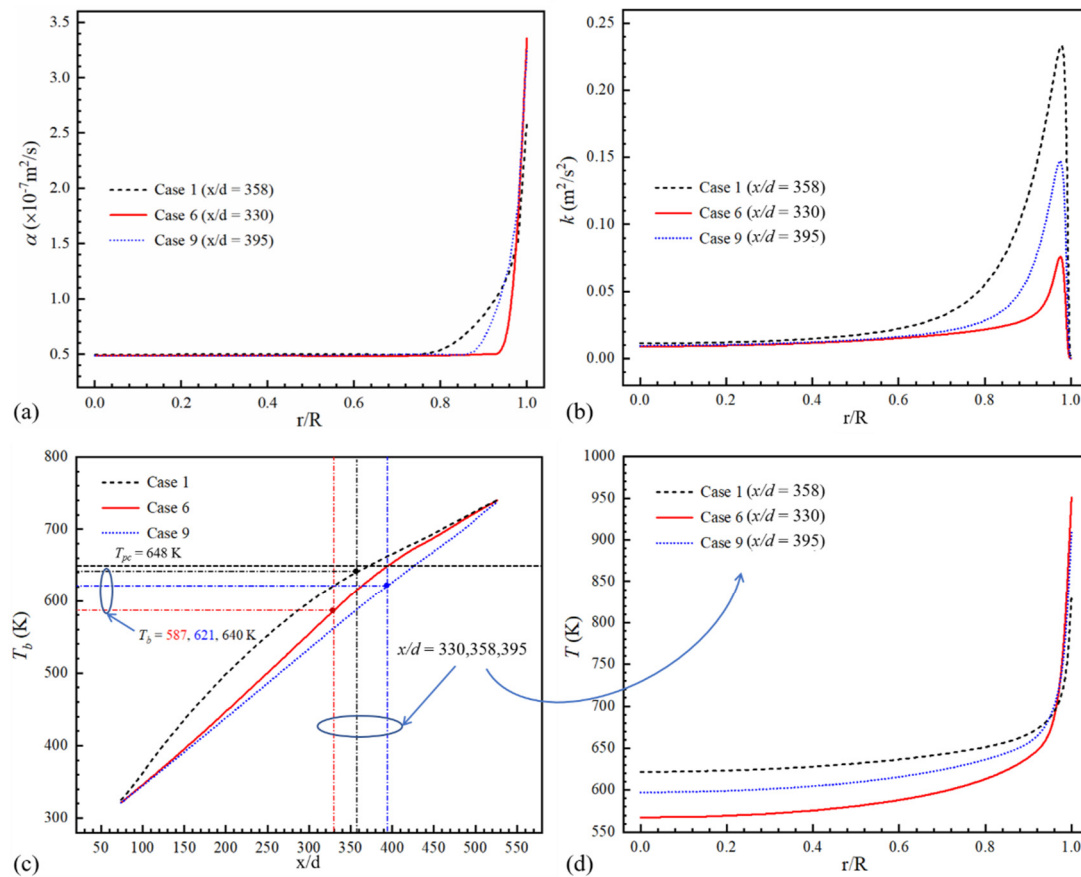 3.5
3.0
2.5
2.0
1.5
1.0
0.5
α (×10⁻⁷m²/s)
Case 1 (x/d = 358)
Case 6 (x/d = 330)
Case 9 (x/d = 395)
0.0 0.2 0.4 0.6 0.8 1.0
r/R
(a)
0.25
0.20
0.15
0.10
0.05
0.00
k (m²/s²)
Case 1 (x/d = 358)
Case 6 (x/d = 330)
Case 9 (x/d = 395)
0.0 0.2 0.4 0.6 0.8 1.0
r/R
(b)
800
700
600
500
400
300
T_b (K)
Case 1
Case 6
Case 9
T_pc = 648 K
T_b = 587, 621, 640 K
x/d = 330,358,395
50 100 150 200 250 300 350 400 450 500 550
x/d
(c)
1000
950
900
850
800
750
700
650
600
550
T (K)
Case 1 (x/d = 358)
Case 6 (x/d = 330)
Case 9 (x/d = 395)
0.0 0.2 0.4 0.6 0.8 1.0
r/R
(d)